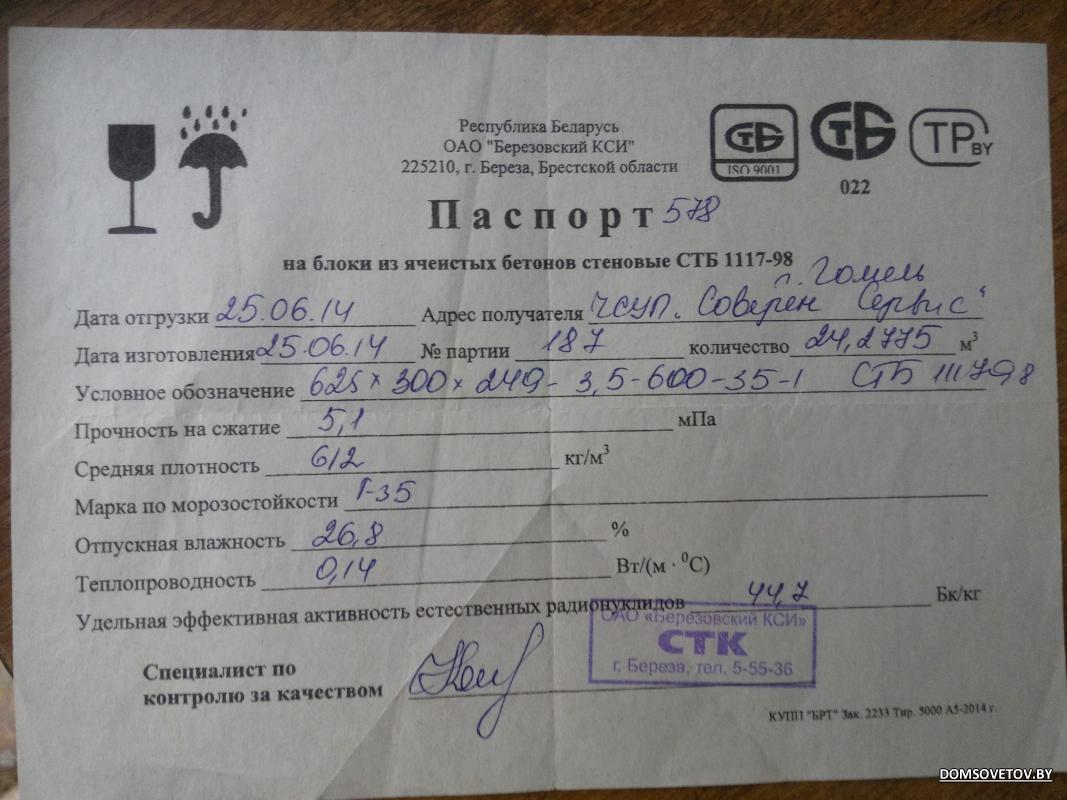 Республика Беларусь
ОАО "Березовский КСИ"
225210, г. Береза, Брестской области
СТБ
ISO 9001
СТБ
022
ТР BY
Паспорт 578
на блоки из ячеистых бетонов стеновые СТБ 1117-98
г. Гомель
Дата отгрузки 25.06.14 Адрес получателя ЧСУП "Соверен Сервис"
Дата изготовления 25.06.14 № партии 187 количество 24,2775 м³
Условное обозначение 625×300×249-3,5-600-35-1 СТБ 1117-98
Прочность на сжатие 5,1 мПа
Средняя плотность 612 кг/м³
Марка по морозостойкости F-35
Отпускная влажность 26,8 %
Теплопроводность 0,14 Вт/(м · ⁰С)
Удельная эффективная активность естественных радионуклидов 44,7 Бк/кг
ОАО «Березовский КСИ»
СТК
г. Береза, тел. 5-55-36
Специалист по
контролю за качеством
КУПП "БРТ" Зак. 2233 Тир. 5000 А5-2014 г.
DOMSOVETOV.BY